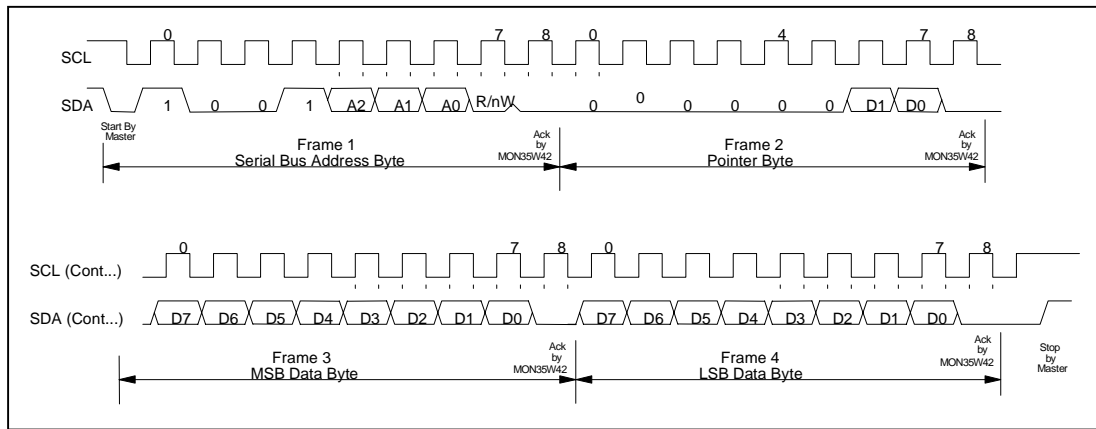 0 7 8 0 4 7 8
SCL
SDA 1 0 0 1 A2 A1 A0 R/nW 0 0 0 0 0 0 D1 D0
Start By
Master
Frame 1
Serial Bus Address Byte
Ack
by
MON35W42
Frame 2
Pointer Byte
Ack
by
MON35W42
0 7 8 0 7 8
SCL (Cont...)
SDA (Cont...) D7 D6 D5 D4 D3 D2 D1 D0 D7 D6 D5 D4 D3 D2 D1 D0
Frame 3
MSB Data Byte
Ack
by
MON35W42
Frame 4
LSB Data Byte
Ack
by
MON35W42
Stop
by
Master